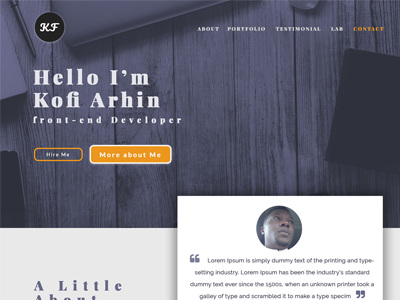 KF
ABOUT PORTFOLIO TESTIMONIAL LAB CONTACT
Hello I'm
Kofi Arhin
front-end Developer
Hire Me More about Me
❝ Lorem Ipsum is simply dummy text of the printing and type-
setting industry. Lorem Ipsum has been the industry's standard
dummy text ever since the 1500s, when an unknown printer took a
galley of type and scrambled it to make a type specim ❞
A Little
About